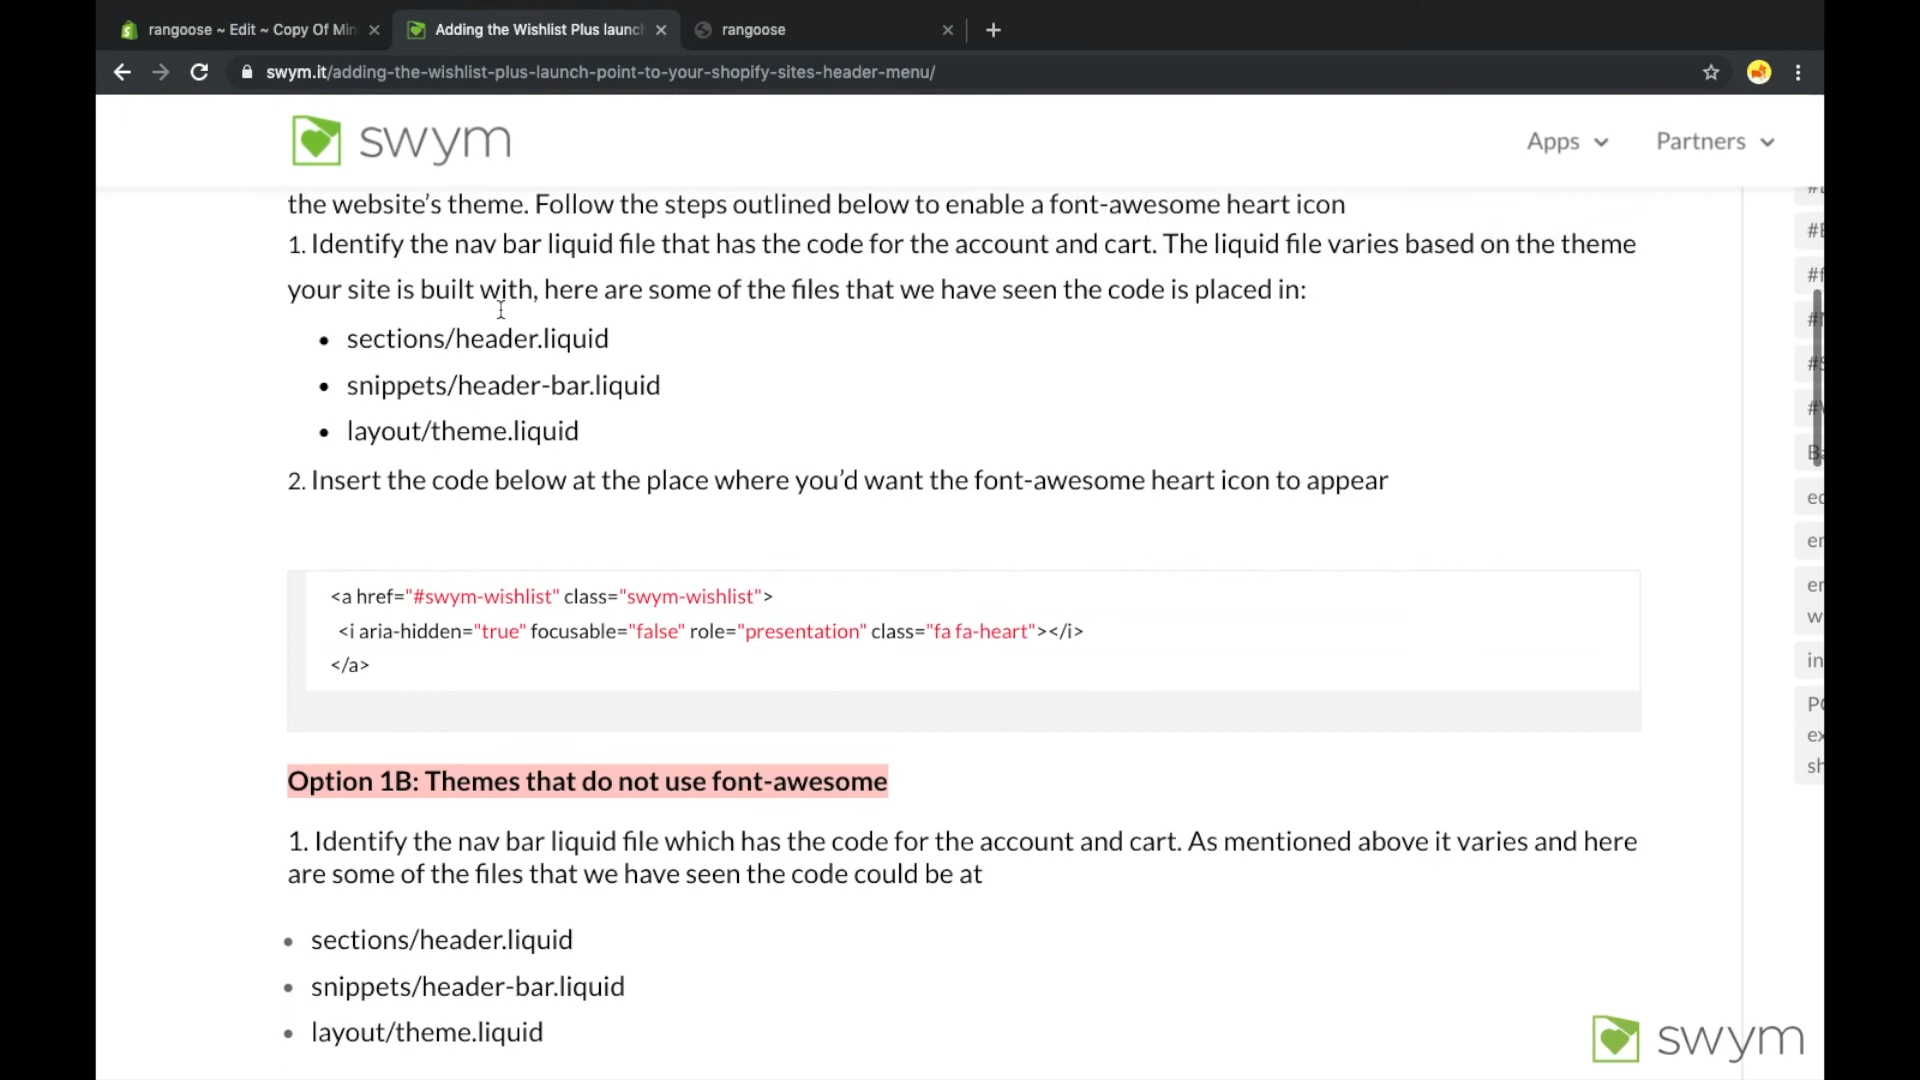 rangoose ~ Edit ~ Copy Of Min
Adding the Wishlist Plus launc
rangoose
swym.it/adding-the-wishlist-plus-launch-point-to-your-shopify-sites-header-menu/
swym
Apps
Partners
the website’s theme. Follow the steps outlined below to enable a font-awesome heart icon
1. Identify the nav bar liquid file that has the code for the account and cart. The liquid file varies based on the theme
your site is built with, here are some of the files that we have seen the code is placed in:
• sections/header.liquid
• snippets/header-bar.liquid
• layout/theme.liquid
2. Insert the code below at the place where you’d want the font-awesome heart icon to appear
<a href="#swym-wishlist" class="swym-wishlist">
<i aria-hidden="true" focusable="false" role="presentation" class="fa fa-heart"></i>
</a>
Option 1B: Themes that do not use font-awesome
1. Identify the nav bar liquid file which has the code for the account and cart. As mentioned above it varies and here
are some of the files that we have seen the code could be at
• sections/header.liquid
• snippets/header-bar.liquid
• layout/theme.liquid
in
sh
swym